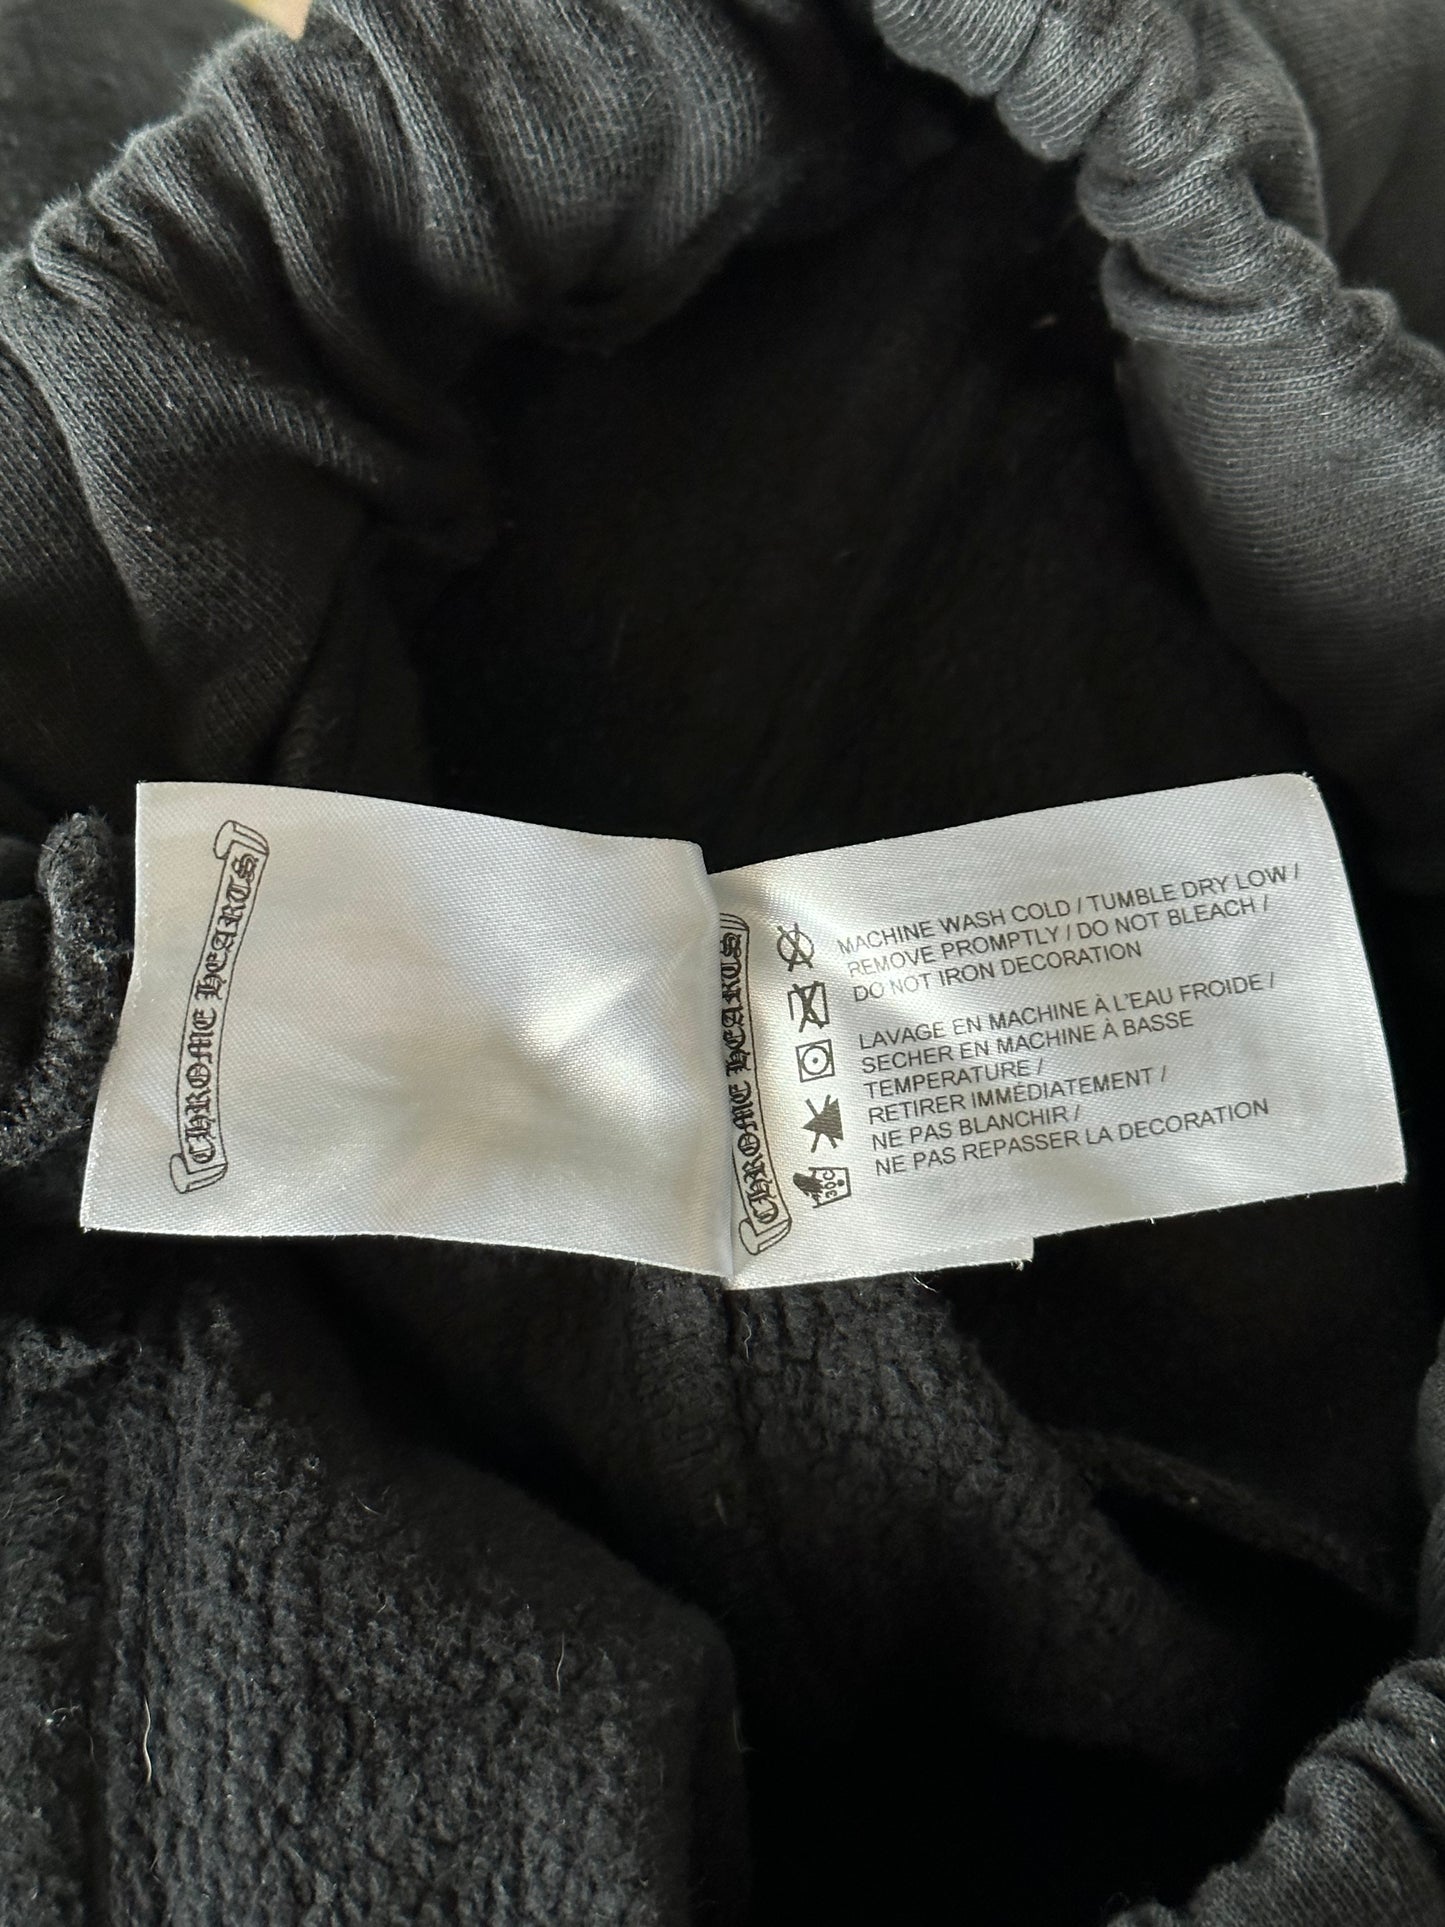 CHROME HEARTS
CHROME HEARTS
MACHINE WASH COLD / TUMBLE DRY LOW /
REMOVE PROMPTLY / DO NOT BLEACH /
DO NOT IRON DECORATION
LAVAGE EN MACHINE À L'EAU FROIDE /
SECHER EN MACHINE À BASSE
TEMPERATURE /
RETIRER IMMÉDIATEMENT /
NE PAS BLANCHIR /
NE PAS REPASSER LA DECORATION
30C